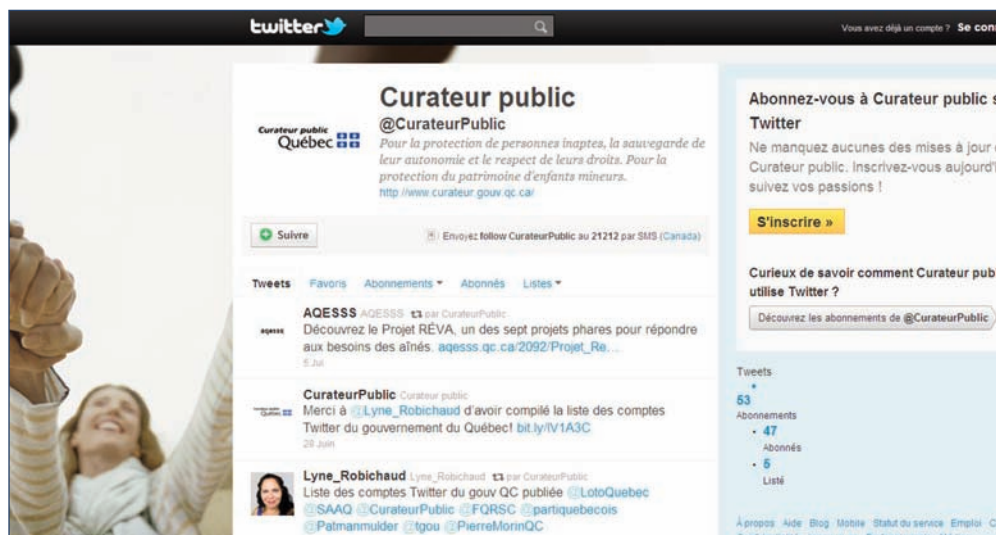 twitter
Vous avez déjà un compte ? Se con
Curateur public
@CurateurPublic
Curateur public
Québec
Pour la protection de personnes inaptes, la sauvegarde de
leur autonomie et le respect de leurs droits. Pour la
protection du patrimoine d'enfants mineurs.
http://www.curateur.gouv.qc.ca/
Suivre
Envoyez follow CurateurPublic au 21212 par SMS (Canada)
Tweets Favoris Abonnements Abonnés Listes
AQESSS AQESSS par CurateurPublic
aqesss
Découvrez le Projet RÉVA, un des sept projets phares pour répondre
aux besoins des aînés. aqesss.qc.ca/2092/Projet_Re…
5 Jul
CurateurPublic Curateur public
Merci à @Lyne_Robichaud d'avoir compilé la liste des comptes
Twitter du gouvernement du Québec! bit.ly/lV1A3C
28 Juin
Lyne_Robichaud Lyne_Robichaud par CurateurPublic
Liste des comptes Twitter du gouv QC publiée @LotoQuebec
@SAAQ @CurateurPublic @FQRSC @partiquebecois
@Patmanmulder @tgou @PierreMorinQC
Abonnez-vous à Curateur public s
Twitter
Ne manquez aucunes des mises à jour
Curateur public. Inscrivez-vous aujourd'
suivez vos passions !
S'inscrire »
Curieux de savoir comment Curateur pub
utilise Twitter ?
Découvrez les abonnements de @CurateurPublic
Tweets
53
Abonnements
47
Abonnés
5
Listé
À propos Aide Blog Mobile Statut du service Emploi